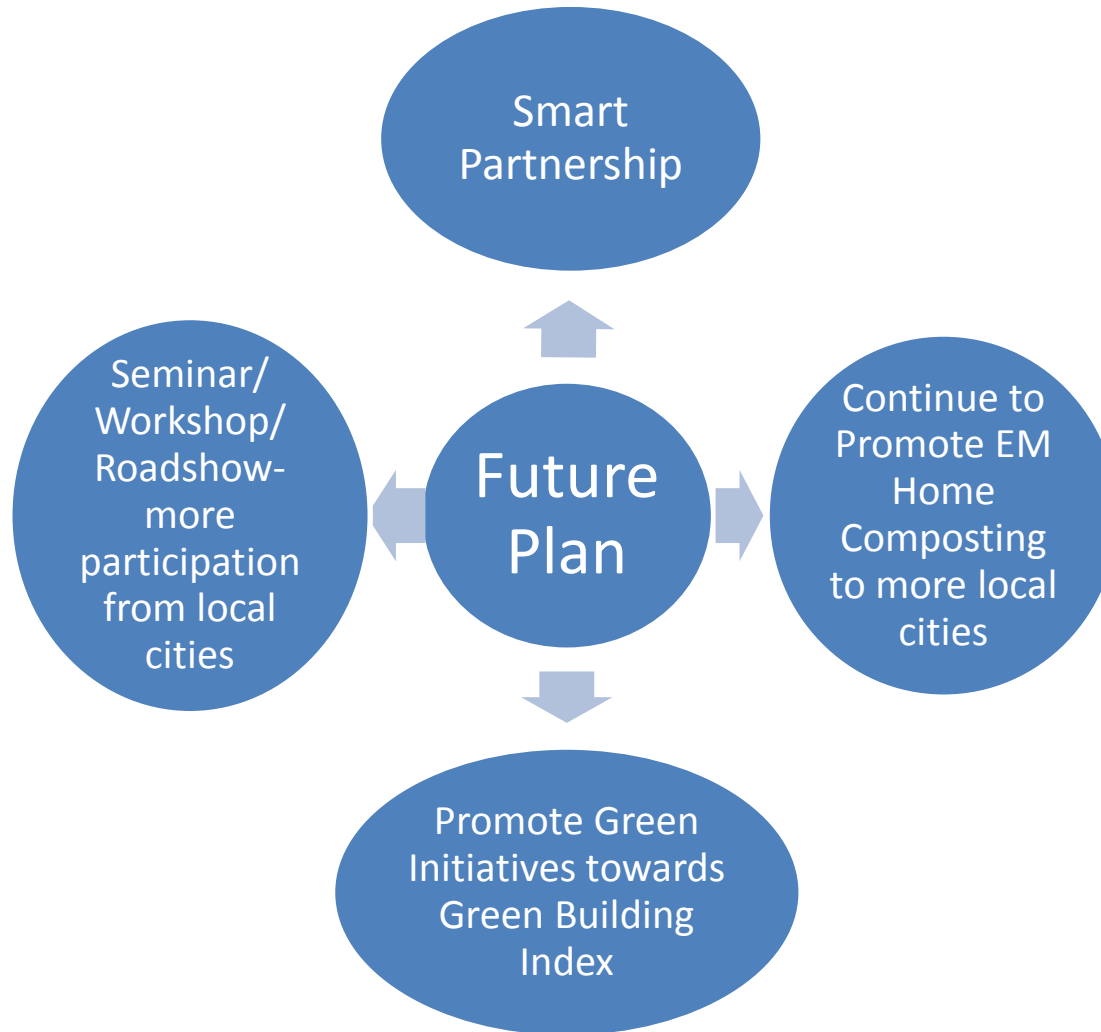 Smart
Partnership
Seminar/
Workshop/
Roadshow-
more
participation
from local
cities
Future
Plan
Continue to
Promote EM
Home
Composting
to more local
cities
Promote Green
Initiatives towards
Green Building
Index